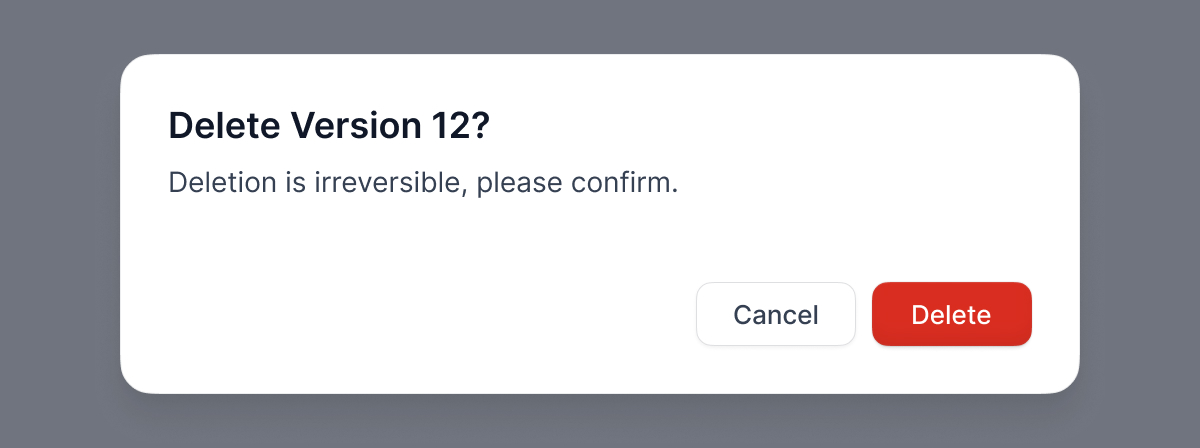 Delete Version 12?
Deletion is irreversible, please confirm.
Cancel
Delete